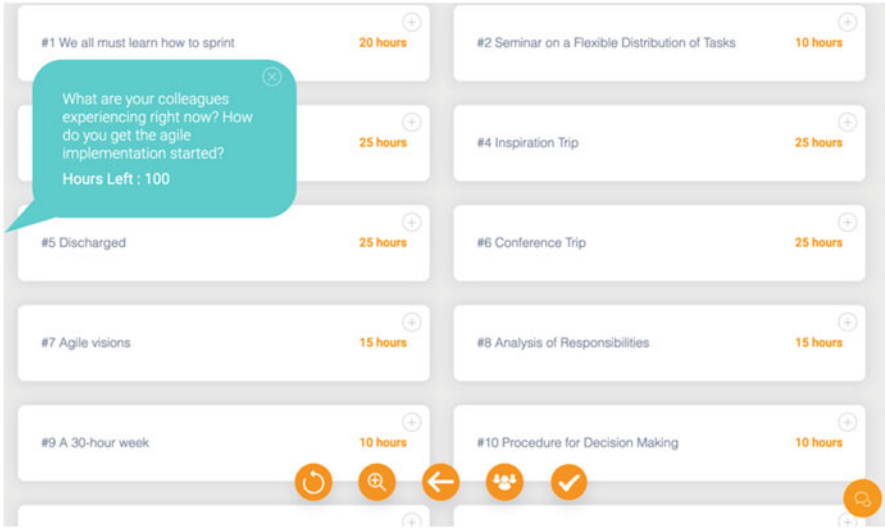 #1 We all must learn how to sprint
20 hours
#2 Seminar on a Flexible Distribution of Tasks
10 hours
What are your colleagues
experiencing right now? How
do you get the agile
implementation started?
Hours Left : 100
25 hours
#4 Inspiration Trip
25 hours
#5 Discharged
25 hours
#6 Conference Trip
25 hours
#7 Agile visions
15 hours
#8 Analysis of Responsibilities
15 hours
#9 A 30-hour week
10 hours
#10 Procedure for Decision Making
10 hours